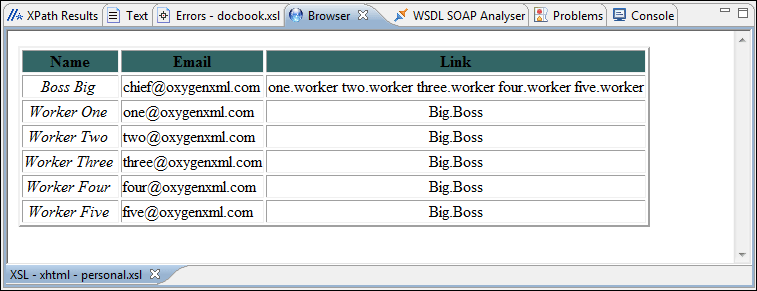 XPath Results Text Errors - docbook.xsl Browser WSDL SOAP Analyser Problems Console
Name Email Link
Boss Big chief@oxygenxml.com one.worker two.worker three.worker four.worker five.worker
Worker One one@oxygenxml.com Big.Boss
Worker Two two@oxygenxml.com Big.Boss
Worker Three three@oxygenxml.com Big.Boss
Worker Four four@oxygenxml.com Big.Boss
Worker Five five@oxygenxml.com Big.Boss
XSL - xhtml - personal.xsl